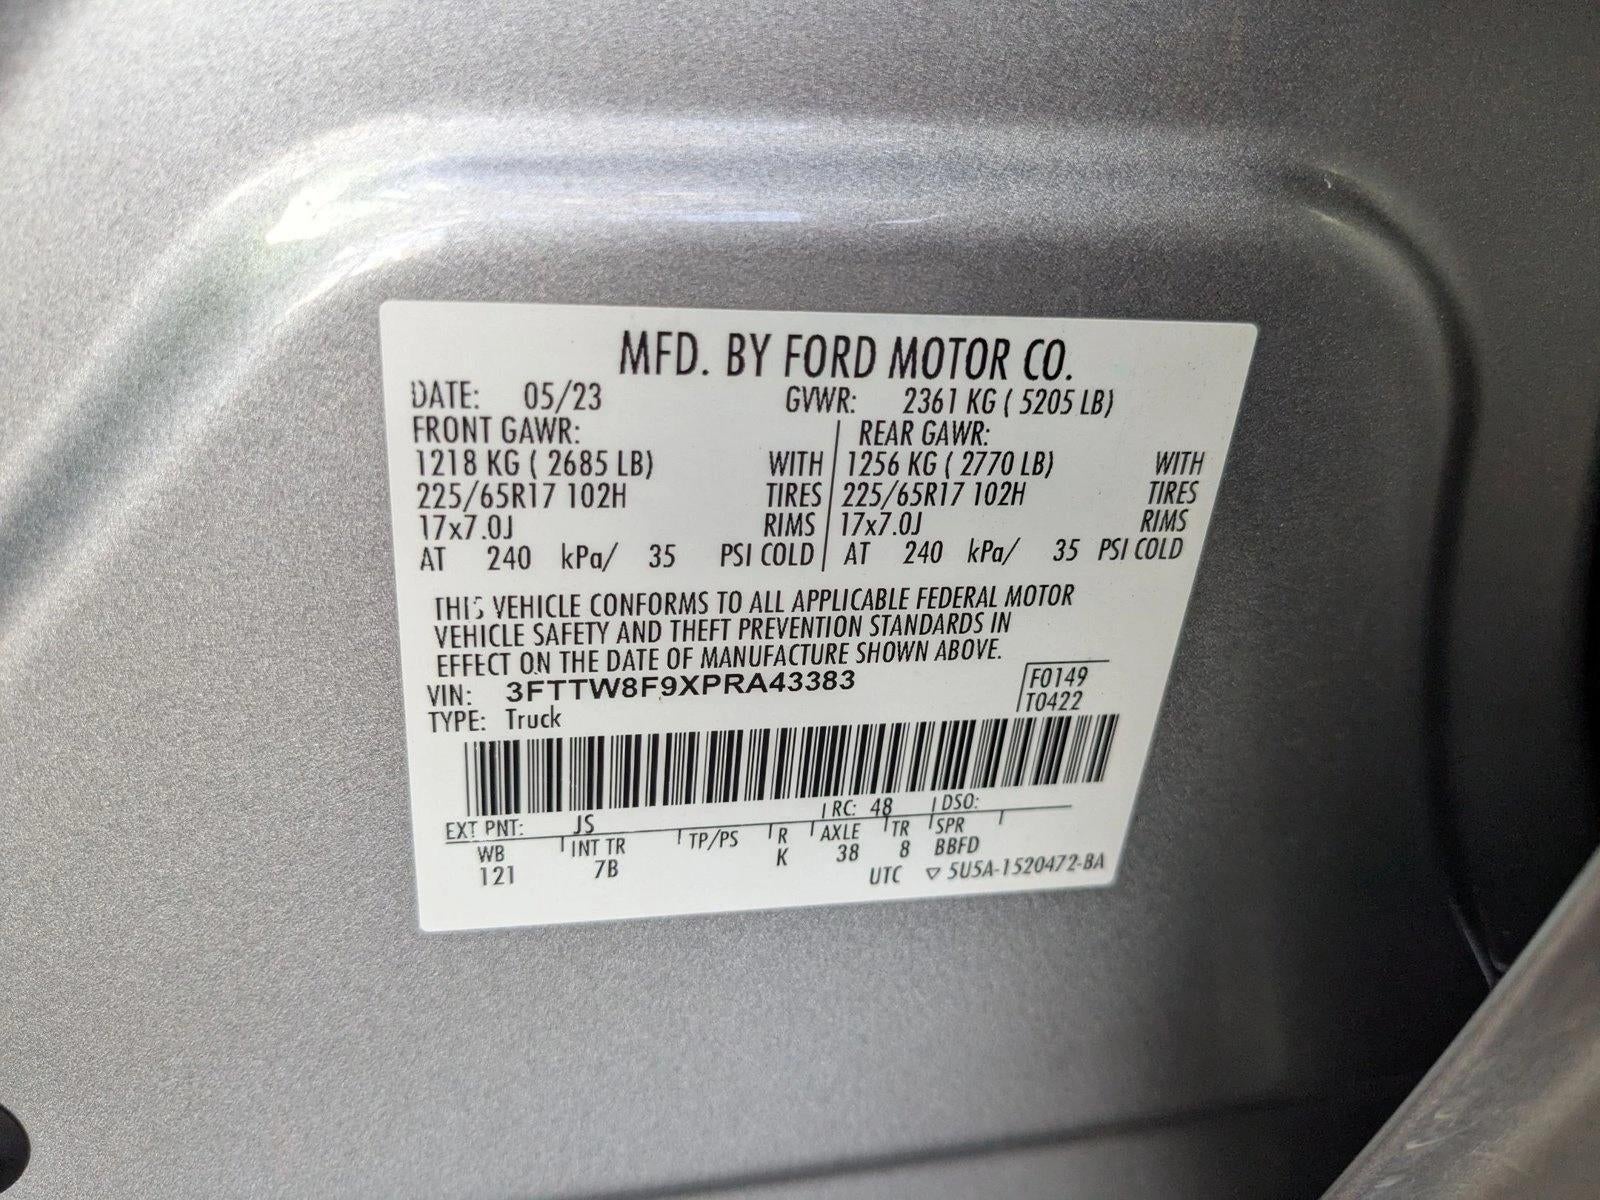 MFD. BY FORD MOTOR CO.
DATE: 05/23 GVWR: 2361 KG ( 5205 LB)
FRONT GAWR: REAR GAWR:
1218 KG ( 2685 LB) WITH 1256 KG ( 2770 LB) WITH
225/65R17 102H TIRES 225/65R17 102H TIRES
17x7.0J RIMS 17x7.0J RIMS
AT 240 kPa/ 35 PSI COLD AT 240 kPa/ 35 PSI COLD
THIS VEHICLE CONFORMS TO ALL APPLICABLE FEDERAL MOTOR
VEHICLE SAFETY AND THEFT PREVENTION STANDARDS IN
EFFECT ON THE DATE OF MANUFACTURE SHOWN ABOVE.
VIN: 3FTTW8F9XPRA43383 F0149
TYPE: Truck T0422
RC: 48 DSO:
EXT PNT: JS
WB INT TR TP/PS R AXLE TR SPR
121 7B K 38 8 BBFD
UTC ▽ 5U5A-1520472-BA